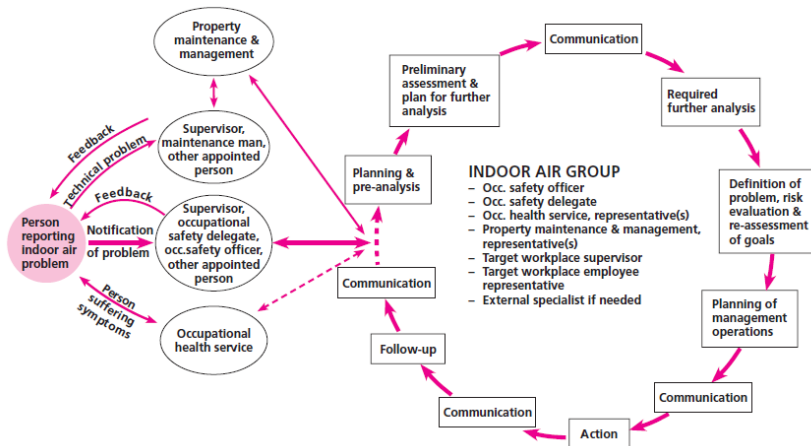 Property
maintenance &
management
Feedback
Technical problem
Supervisor,
maintenance man,
other appointed
person
Feedback
Person
reporting
indoor air
problem
Notification
of problem
Supervisor,
occupational
safety delegate,
occ.safety officer,
other appointed
person
Person
suffering
symptoms
Occupational
health service
Communication
Preliminary
assessment &
plan for further
analysis
Required
further analysis
Planning &
pre-analysis
INDOOR AIR GROUP
– Occ. safety officer
– Occ. safety delegate
– Occ. health service, representative(s)
– Property maintenance & management,
representative(s)
– Target workplace supervisor
– Target workplace employee
representative
– External specialist if needed
Definition of
problem, risk
evaluation &
re-assessment
of goals
Communication
Planning of
management
operations
Follow-up
Communication
Communication
Action